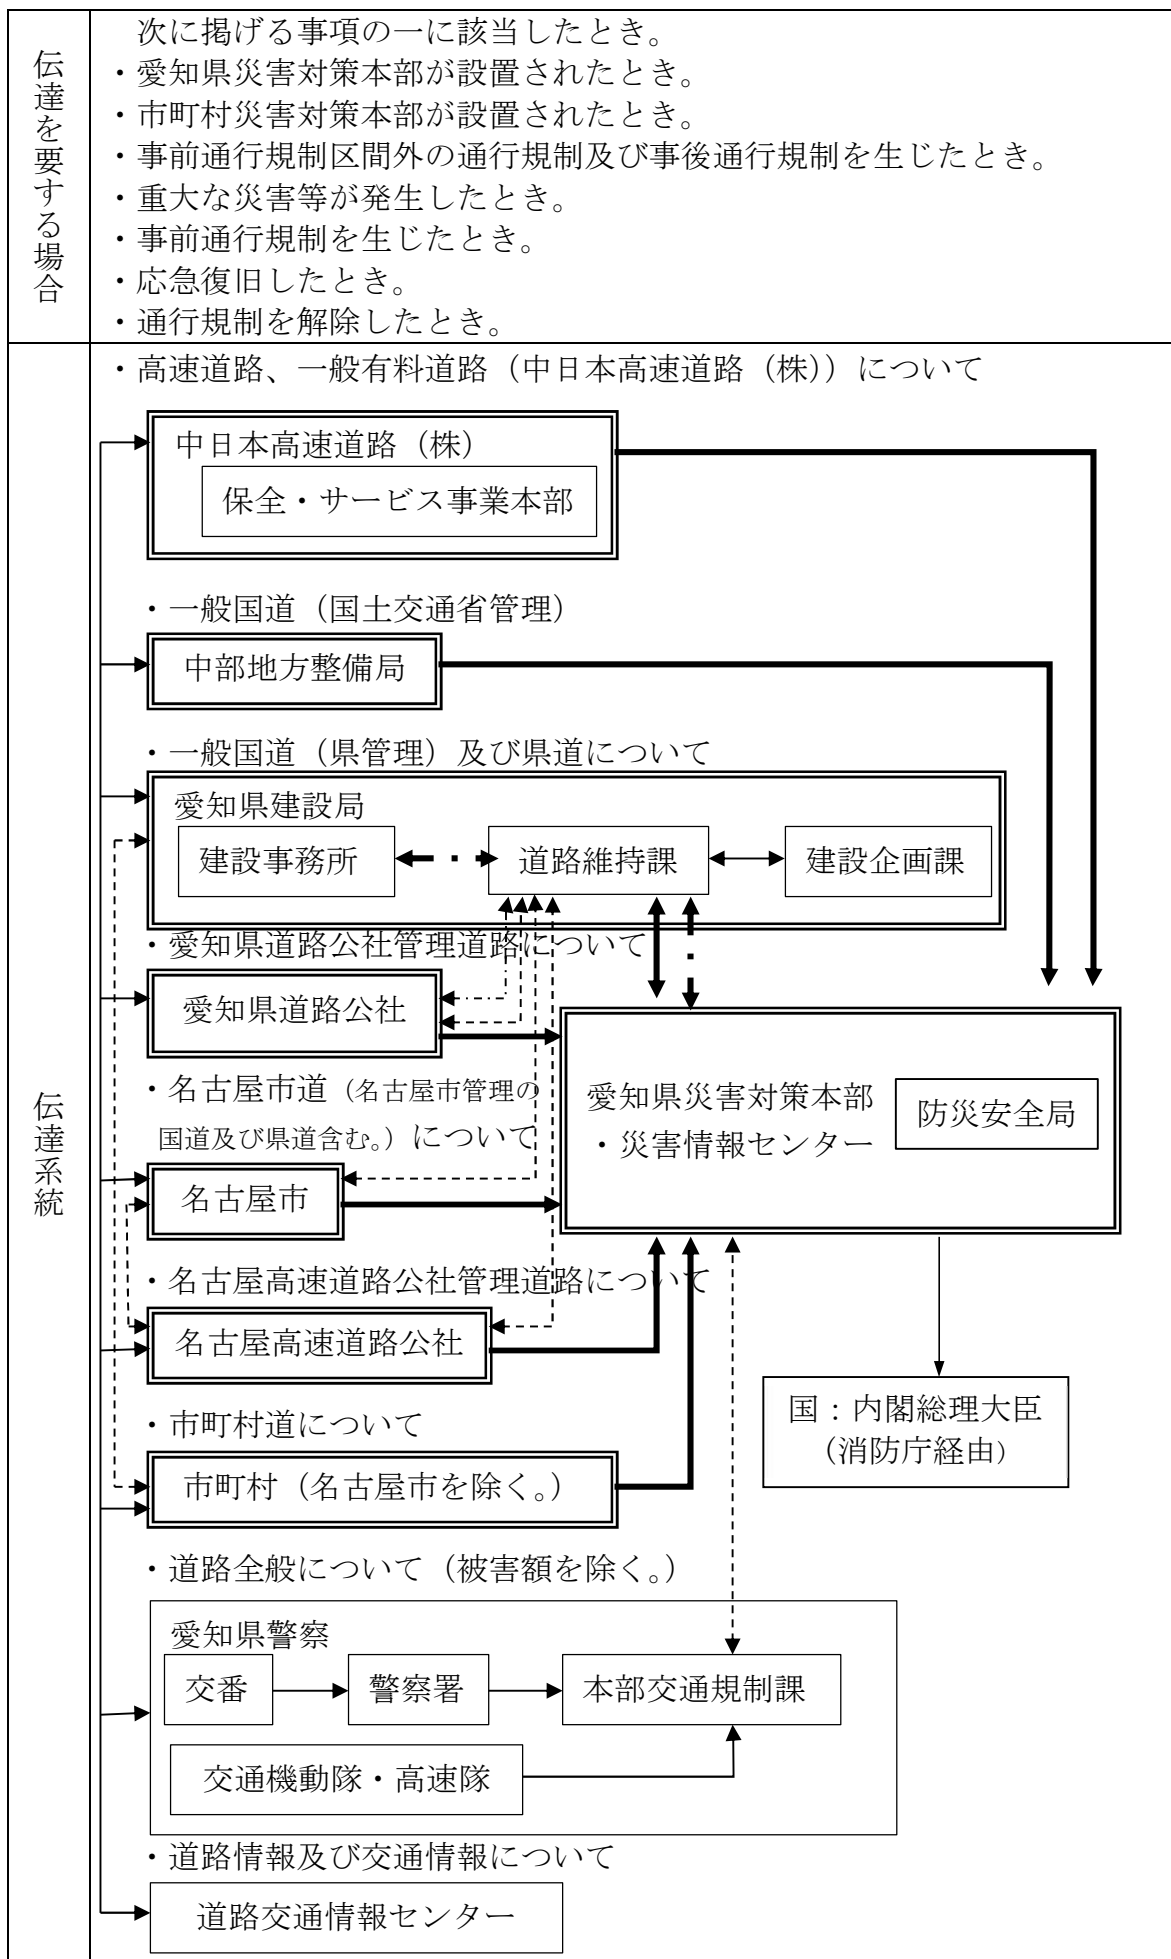 伝達を要する場合
次に掲げる事項の一に該当したとき。
・愛知県災害対策本部が設置されたとき。
・市町村災害対策本部が設置されたとき。
・事前通行規制区間外の通行規制及び事後通行規制を生じたとき。
・重大な災害等が発生したとき。
・事前通行規制を生じたとき。
・応急復旧したとき。
・通行規制を解除したとき。
伝達系統
・高速道路、一般有料道路（中日本高速道路（株））について
中日本高速道路（株）
保全・サービス事業本部
・一般国道（国土交通省管理）
中部地方整備局
・一般国道（県管理）及び県道について
愛知県建設局
建設事務所
道路維持課
建設企画課
・愛知県道路公社管理道路について
愛知県道路公社
・名古屋市道（名古屋市管理の
国道及び県道含む。）について
名古屋市
愛知県災害対策本部
・災害情報センター
防災安全局
・名古屋高速道路公社管理道路について
名古屋高速道路公社
国：内閣総理大臣
（消防庁経由）
・市町村道について
市町村（名古屋市を除く。）
・道路全般について（被害額を除く。）
愛知県警察
交番
警察署
本部交通規制課
交通機動隊・高速隊
・道路情報及び交通情報について
道路交通情報センター